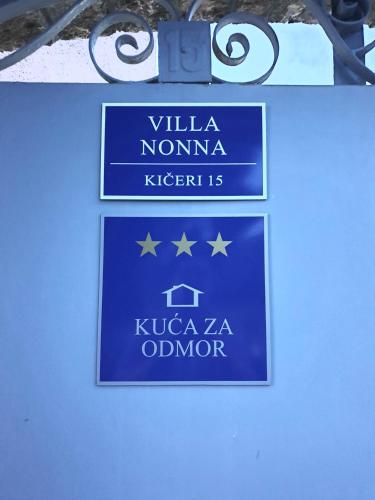 15
VILLA
NONNA
KIČERI 15
KUĆA ZA
ODMOR